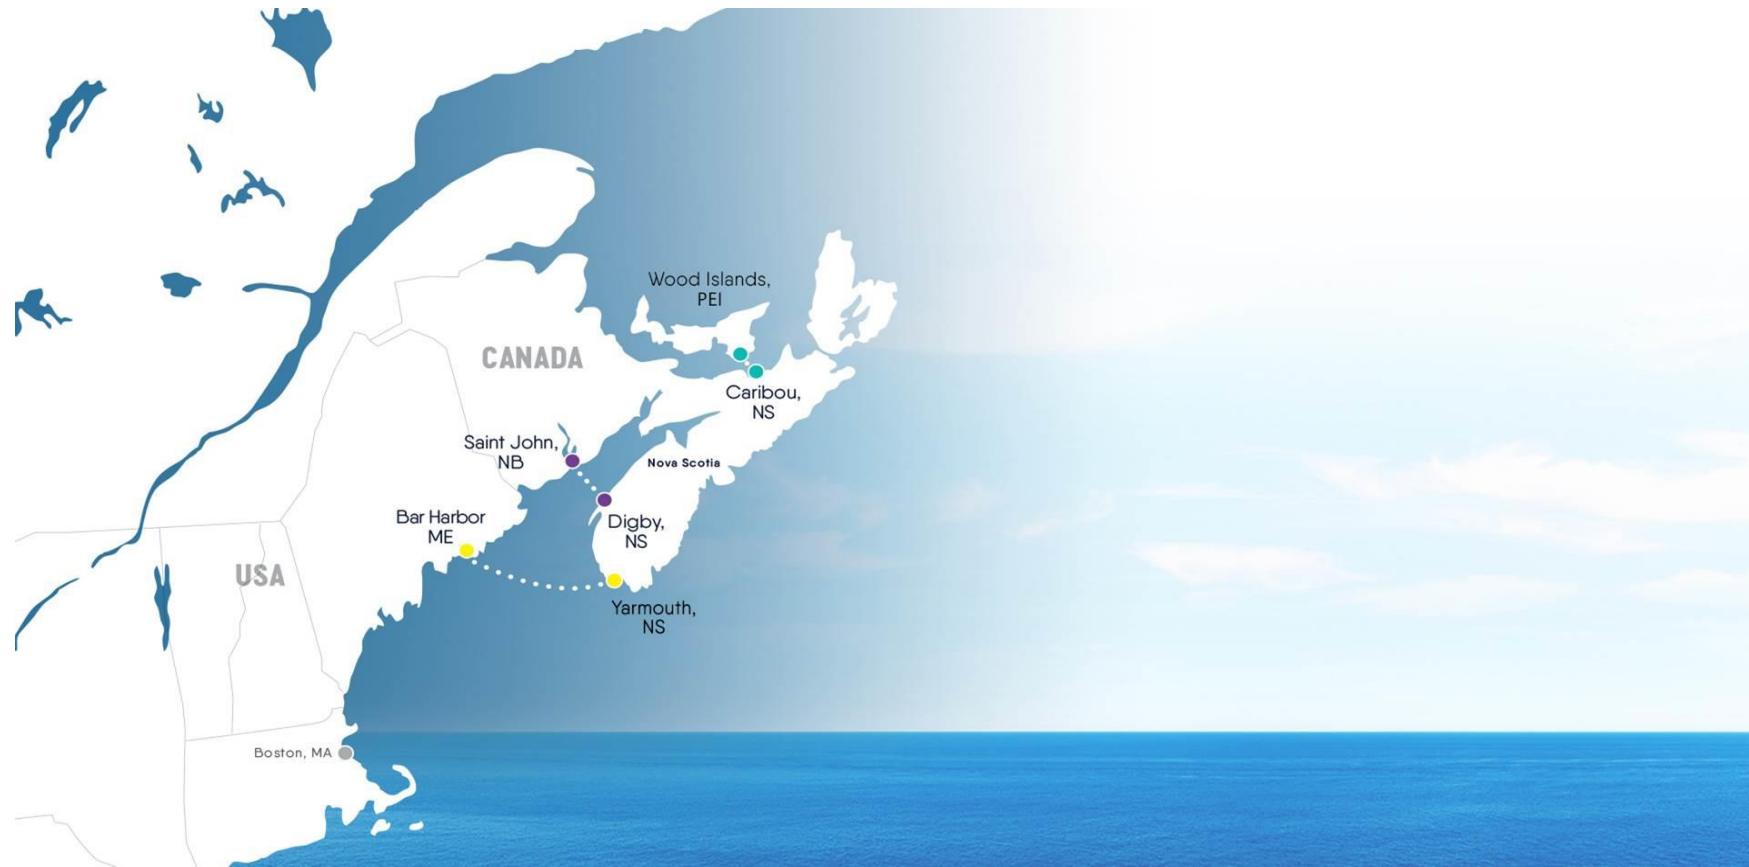 Wood Islands,
PEI
CANADA
Caribou,
NS
Saint John,
NB
Nova Scotia
Bar Harbor
ME
Digby,
NS
USA
Yarmouth,
NS
Boston, MA